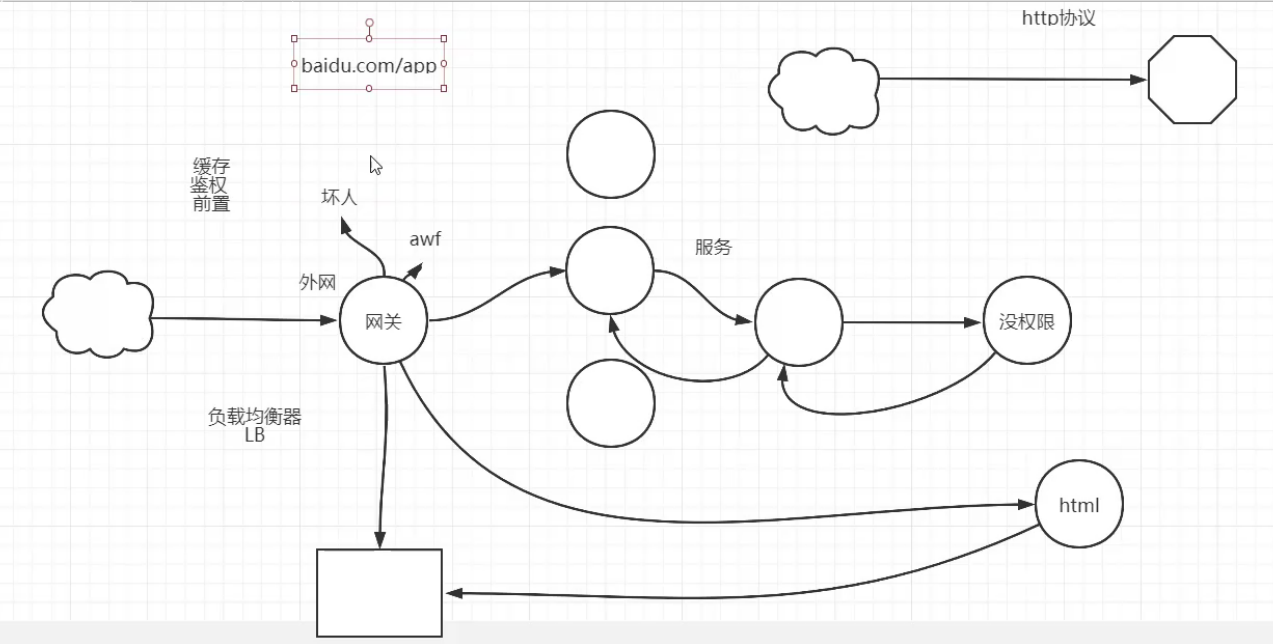 http协议
baidu.com/app
缓存
鉴权
前置
坏人
awf
服务
外网
网关
没权限
负载均衡器
LB
html